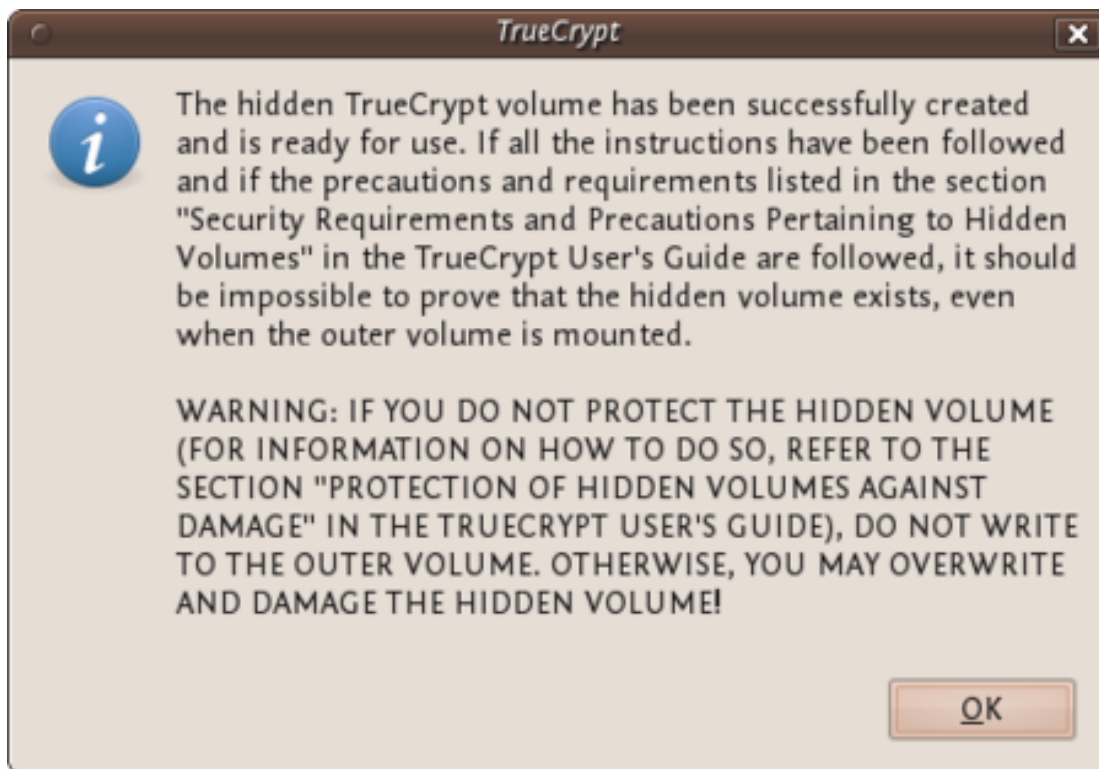 TrueCrypt
The hidden TrueCrypt volume has been successfully created
and is ready for use. If all the instructions have been followed
and if the precautions and requirements listed in the section
"Security Requirements and Precautions Pertaining to Hidden
Volumes" in the TrueCrypt User's Guide are followed, it should
be impossible to prove that the hidden volume exists, even
when the outer volume is mounted.
WARNING: IF YOU DO NOT PROTECT THE HIDDEN VOLUME
(FOR INFORMATION ON HOW TO DO SO, REFER TO THE
SECTION "PROTECTION OF HIDDEN VOLUMES AGAINST
DAMAGE" IN THE TRUECRYPT USER'S GUIDE), DO NOT WRITE
TO THE OUTER VOLUME. OTHERWISE, YOU MAY OVERWRITE
AND DAMAGE THE HIDDEN VOLUME!
OK